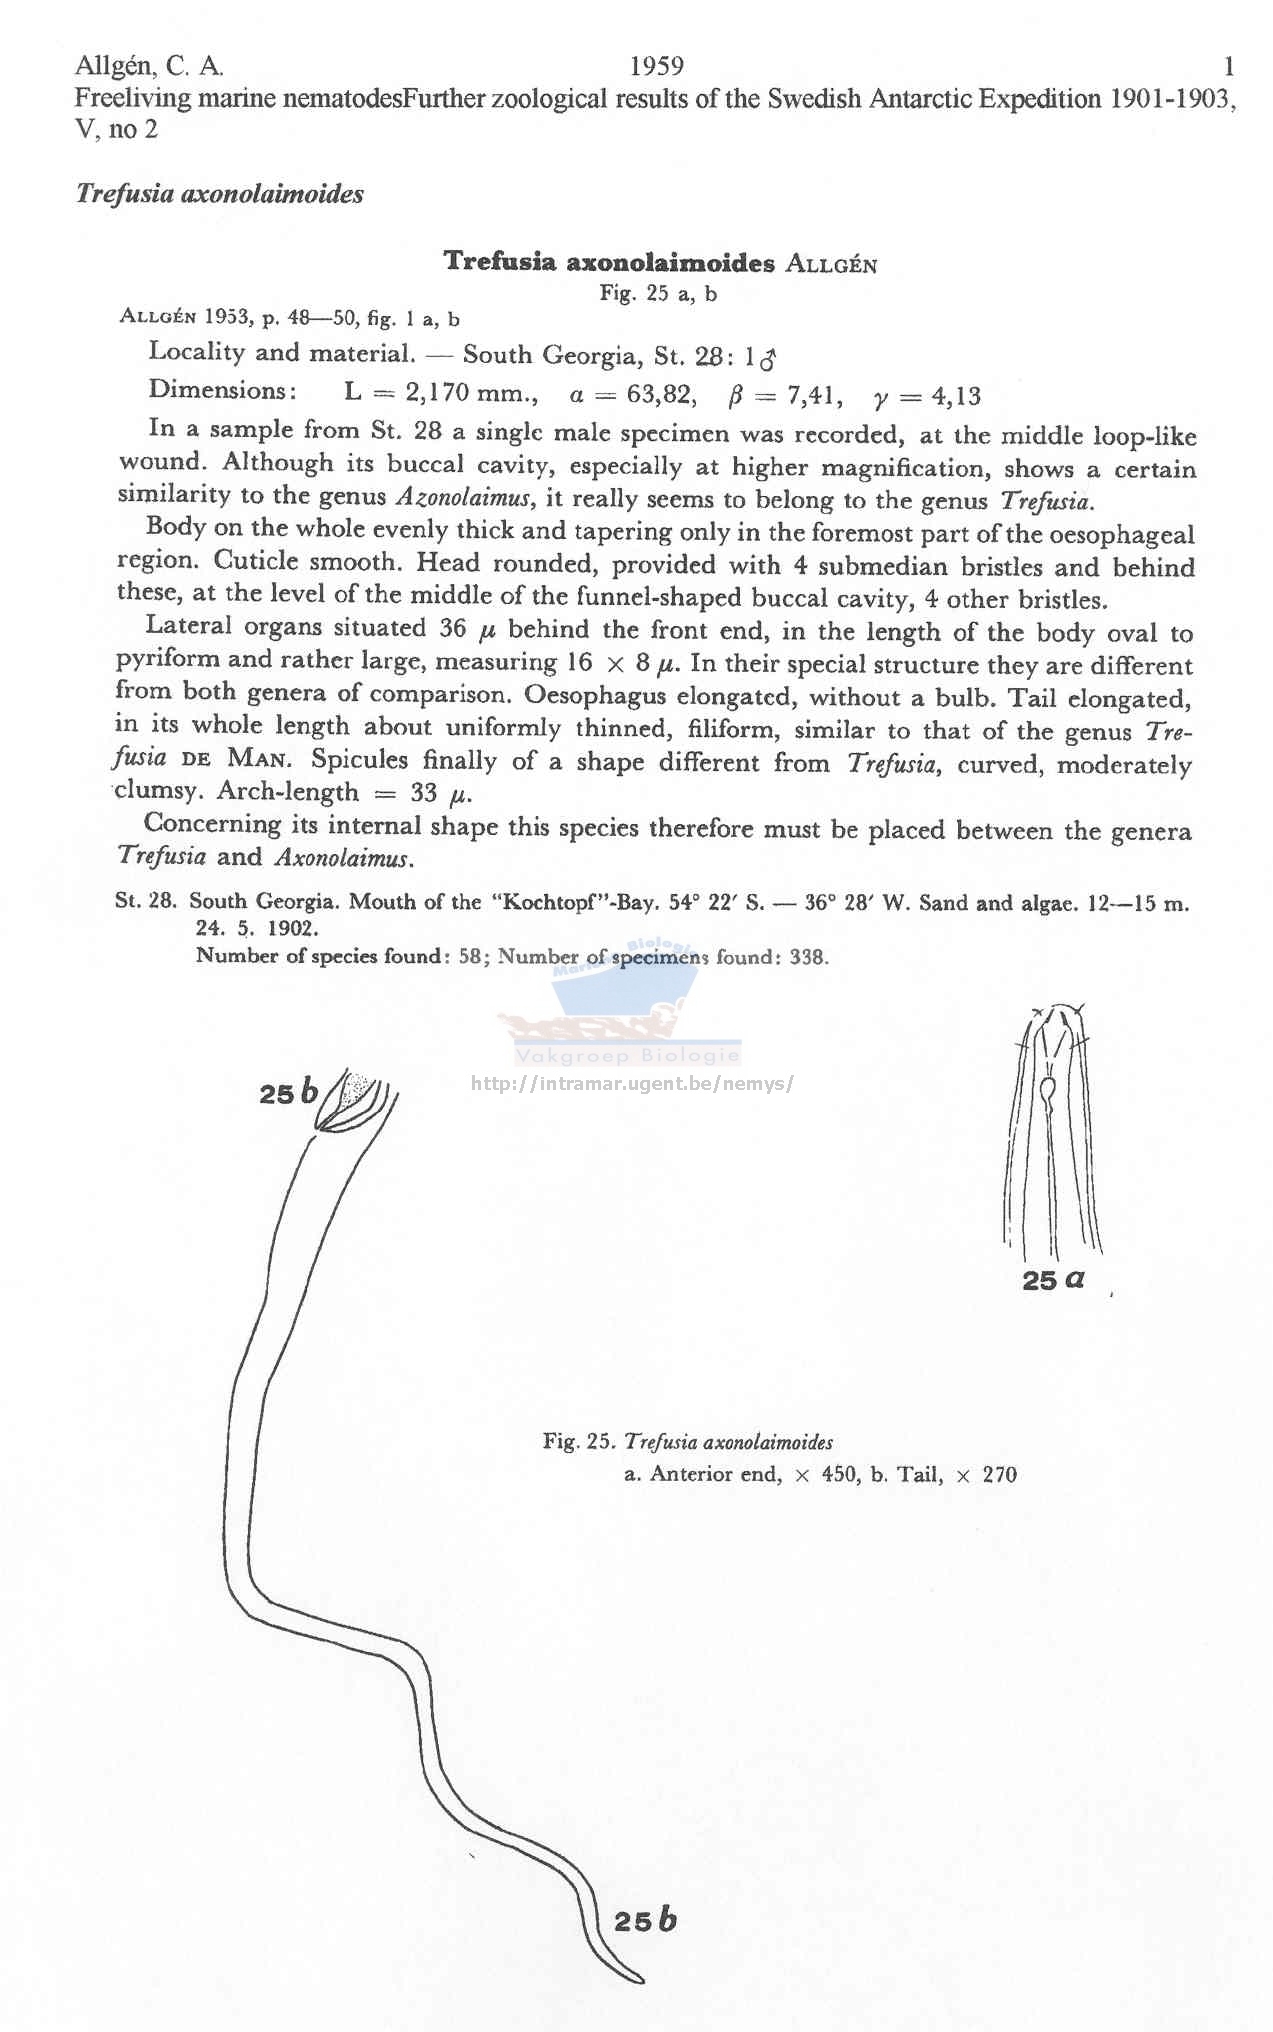 Allgén, C. A. 1959 1
Freeliving marine nematodesFurther zoological results of the Swedish Antarctic Expedition 1901-1903,
V, no 2
Trefusia axonolaimoides
Trefusia axonolaimoides ALLGÉN
Fig. 25 a, b
ALLGÉN 1953, p. 48—50, fig. 1 a, b
Locality and material. — South Georgia, St. 28: 1 ♂
Dimensions: L = 2,170 mm., α = 63,82, β = 7,41, γ = 4,13
In a sample from St. 28 a single male specimen was recorded, at the middle loop-like
wound. Although its buccal cavity, especially at higher magnification, shows a certain
similarity to the genus Azonolaimus, it really seems to belong to the genus Trefusia.
Body on the whole evenly thick and tapering only in the foremost part of the oesophageal
region. Cuticle smooth. Head rounded, provided with 4 submedian bristles and behind
these, at the level of the middle of the funnel-shaped buccal cavity, 4 other bristles.
Lateral organs situated 36 μ behind the front end, in the length of the body oval to
pyriform and rather large, measuring 16 × 8 μ. In their special structure they are different
from both genera of comparison. Oesophagus elongated, without a bulb. Tail elongated,
in its whole length about uniformly thinned, filiform, similar to that of the genus Tre-
fusia DE MAN. Spicules finally of a shape different from Trefusia, curved, moderately
clumsy. Arch-length = 33 μ.
Concerning its internal shape this species therefore must be placed between the genera
Trefusia and Axonolaimus.
St. 28. South Georgia. Mouth of the “Kochtopf”-Bay. 54° 22′ S. — 36° 28′ W. Sand and algae. 12—15 m.
24. 5. 1902.
Number of species found: 58; Number of specimens found: 338.
Mariene Biologie
Vakgroep Biologie
http://intramar.ugent.be/nemys/
25 b
25 a
Fig. 25. Trefusia axonolaimoides
a. Anterior end, × 450, b. Tail, × 270
25 b